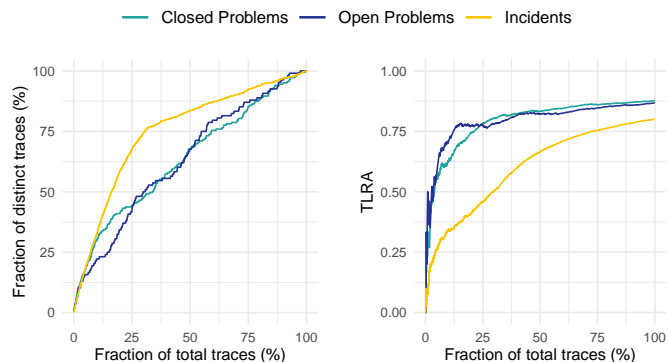 Closed Problems Open Problems Incidents
Fraction of distinct traces (%)
100
75
50
25
0
0 25 50 75 100
Fraction of total traces (%)
TLRA
1.00
0.75
0.50
0.25
0.00
0 25 50 75 100
Fraction of total traces (%)